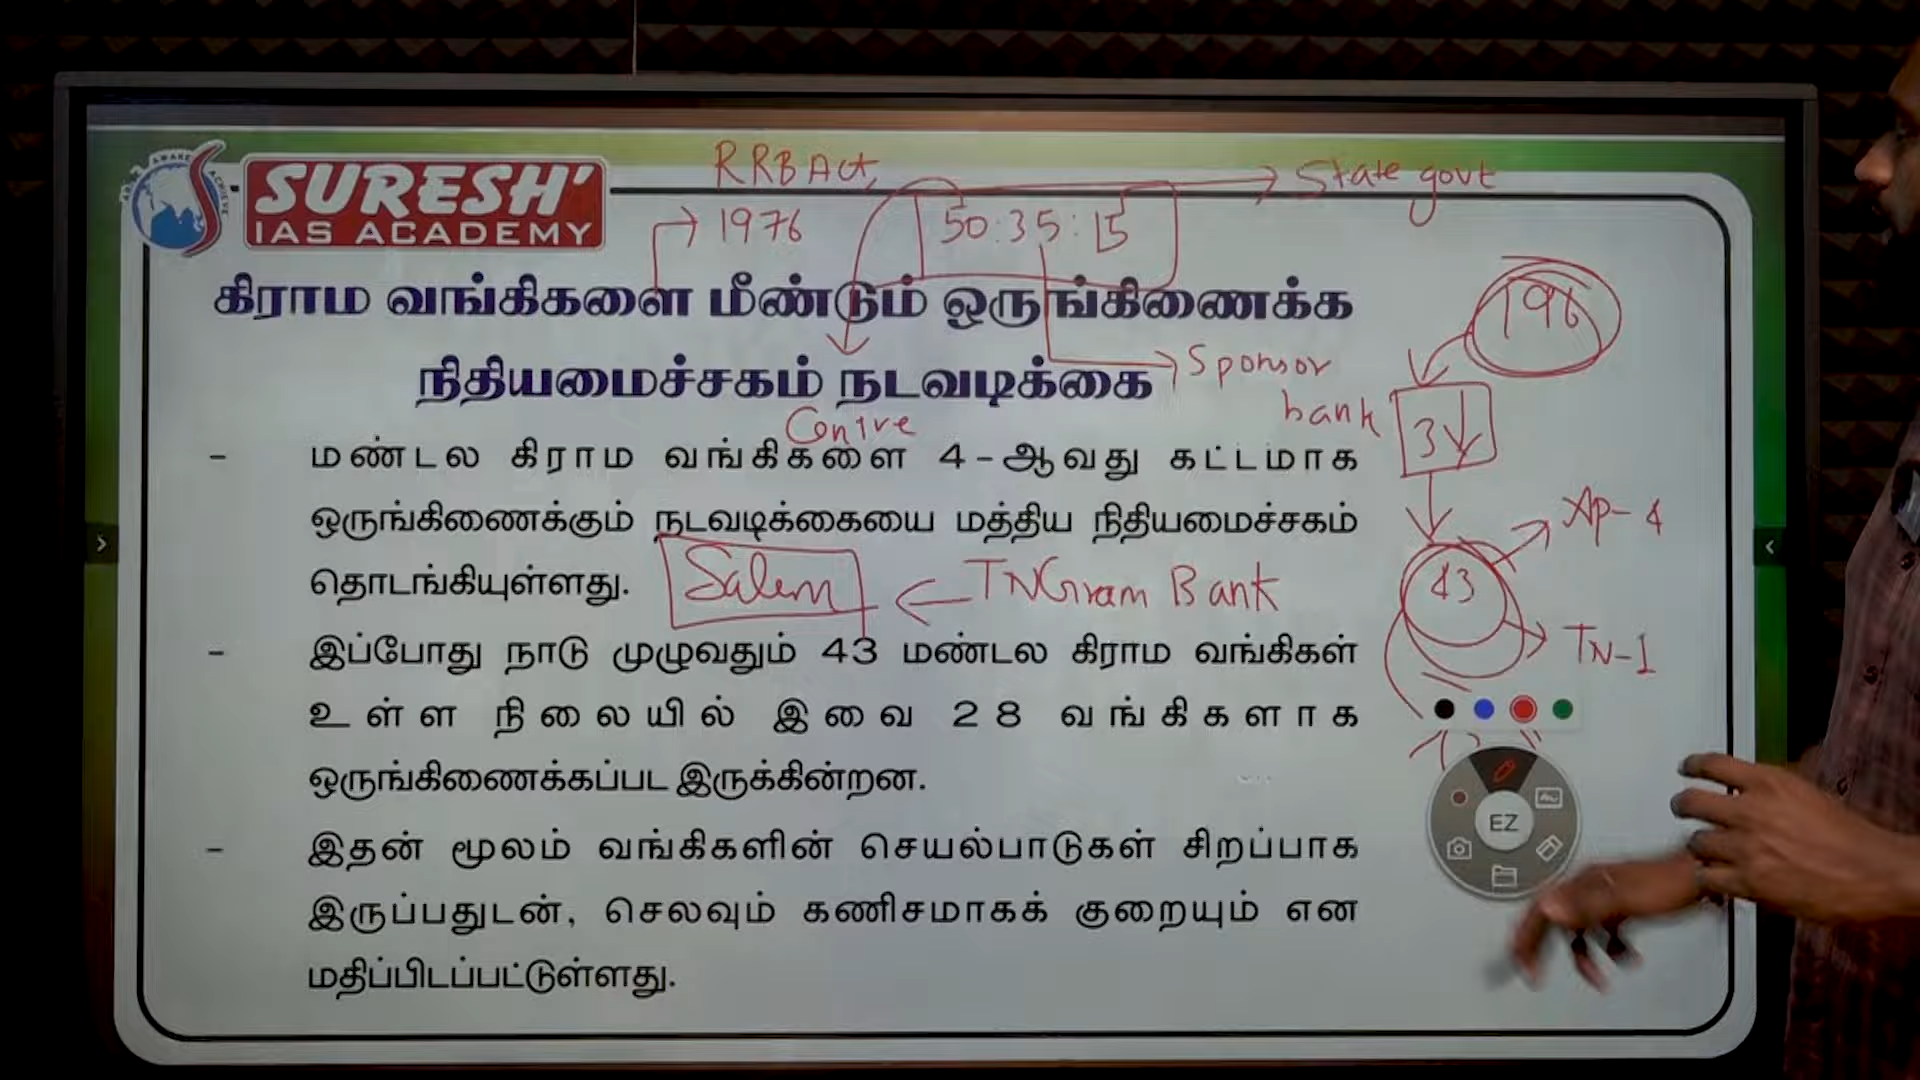 RRB Act,
State govt
SURESH'
IAS ACADEMY
1976
50:35:15
196
கிராம வங்கிகளை மீண்டும் ஒருங்கிணைக்க
நிதியமைச்சகம் நடவடிக்கை
Sponsor
bank
3↓
Centre
- மண்டல கிராம வங்கிகளை 4-ஆவது கட்டமாக
ஒருங்கிணைக்கும் நடவடிக்கையை மத்திய நிதியமைச்சகம்
AP-4
தொடங்கியுள்ளது.
Salem ← TNGram Bank
43
TN-1
- இப்போது நாடு முழுவதும் 43 மண்டல கிராம வங்கிகள்
உள்ள நிலையில் இவை 28 வங்கிகளாக
ஒருங்கிணைக்கப்பட இருக்கின்றன.
EZ
- இதன் மூலம் வங்கிகளின் செயல்பாடுகள் சிறப்பாக
இருப்பதுடன், செலவும் கணிசமாகக் குறையும் என
மதிப்பிடப்பட்டுள்ளது.